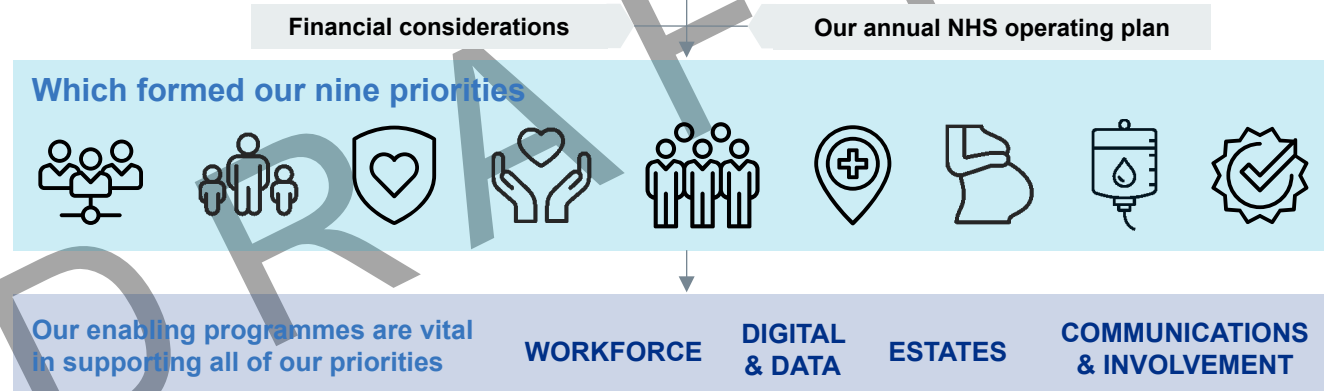 Financial considerations
Our annual NHS operating plan
Which formed our nine priorities
Our enabling programmes are vital
in supporting all of our priorities
WORKFORCE
DIGITAL
& DATA
ESTATES
COMMUNICATIONS
& INVOLVEMENT
DRAF